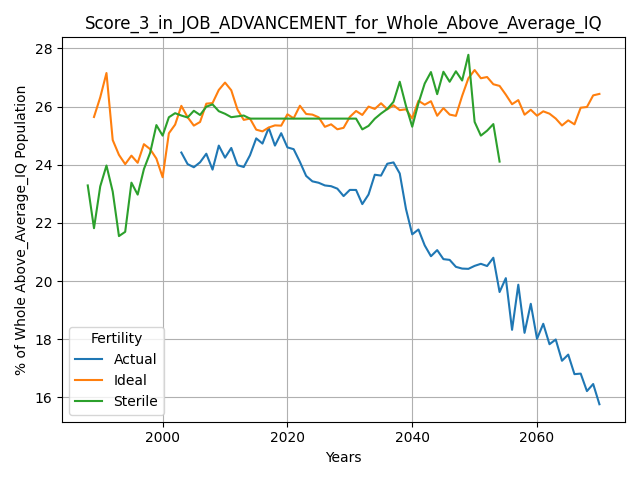 Score_3_in_JOB_ADVANCEMENT_for_Whole_Above_Average_IQ
% of Whole Above_Average_IQ Population
28
26
24
22
20
18
16
Fertility
Actual
Ideal
Sterile
2000
2020
2040
2060
Years